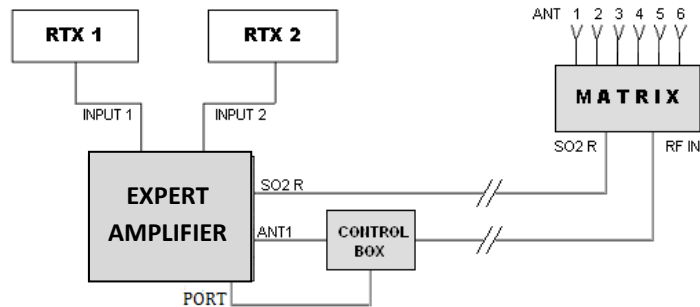 ANT 1 2 3 4 5 6
RTX 1
RTX 2
MATRIX
INPUT 1
INPUT 2
SO2 R
RF IN
EXPERT
AMPLIFIER
SO2 R
ANT1
CONTROL
BOX
PORT